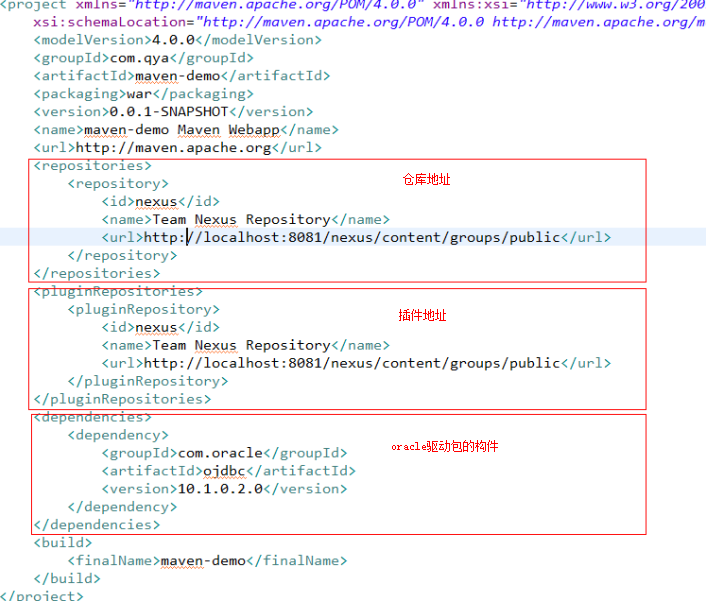 <project xmlns="http://maven.apache.org/POM/4.0.0" xmlns:xsi="http://www.w3.org/200
xsi:schemaLocation="http://maven.apache.org/POM/4.0.0 http://maven.apache.org/m
<modelVersion>4.0.0</modelVersion>
<groupId>com.qya</groupId>
<artifactId>maven-demo</artifactId>
<packaging>war</packaging>
<version>0.0.1-SNAPSHOT</version>
<name>maven-demo Maven Webapp</name>
<url>http://maven.apache.org</url>
<repositories>
<repository> 仓库地址
<id>nexus</id>
<name>Team Nexus Repository</name>
<url>http://localhost:8081/nexus/content/groups/public</url>
</repository>
</repositories>
<pluginRepositories>
<pluginRepository> 插件地址
<id>nexus</id>
<name>Team Nexus Repository</name>
<url>http://localhost:8081/nexus/content/groups/public</url>
</pluginRepository>
</pluginRepositories>
<dependencies>
<dependency> oracle驱动包的构件
<groupId>com.oracle</groupId>
<artifactId>ojdbc</artifactId>
<version>10.1.0.2.0</version>
</dependency>
</dependencies>
<build>
<finalName>maven-demo</finalName>
</build>
</project>